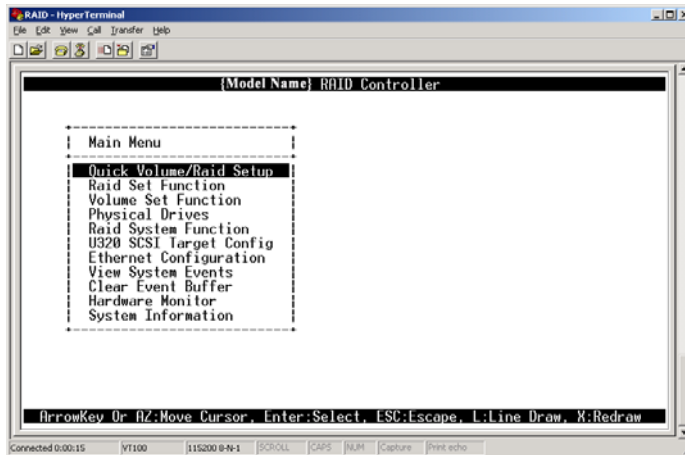 RAID - HyperTerminal
File Edit View Call Transfer Help
{Model Name} RAID Controller
Main Menu
Quick Volume/Raid Setup
Raid Set Function
Volume Set Function
Physical Drives
Raid System Function
U320 SCSI Target Config
Ethernet Configuration
View System Events
Clear Event Buffer
Hardware Monitor
System Information
ArrowKey Or AZ:Move Cursor, Enter:Select, ESC:Escape, L:Line Draw, X:Redraw
Connected 0:00:15 VT100 115200 8-N-1 SCROLL CAPS NUM Capture Print echo